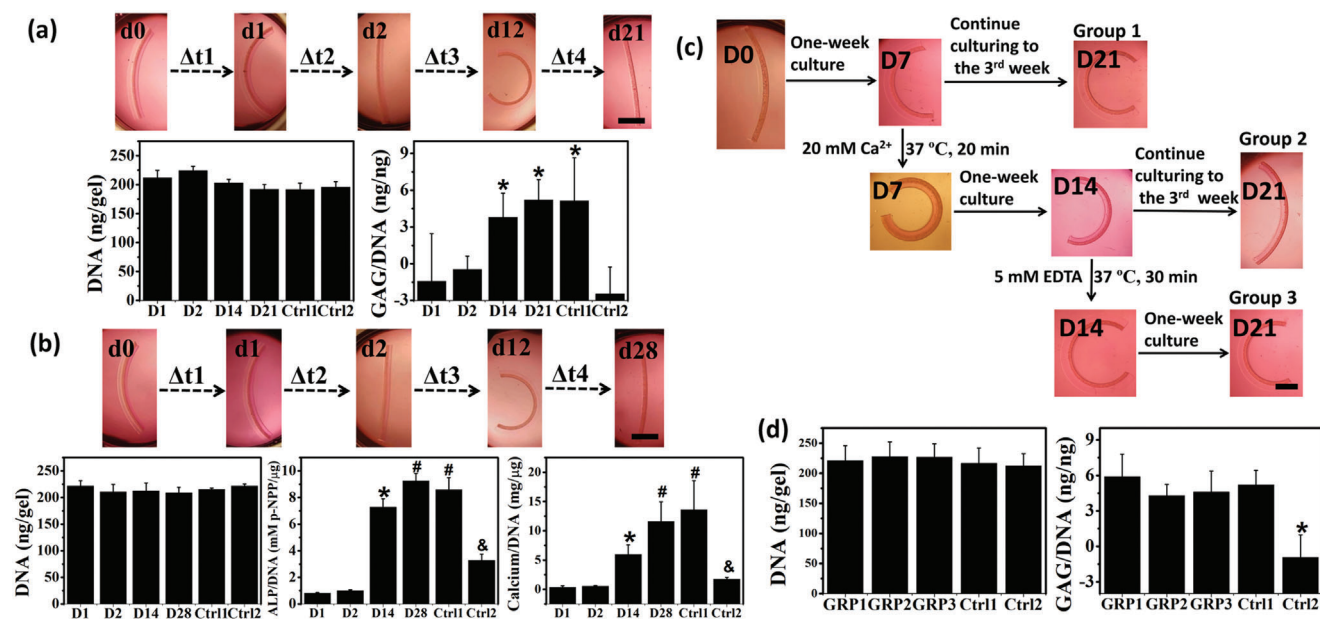 (a)
d0
d1
d2
d12
d21
Δt1
Δt2
Δt3
Δt4
DNA (ng/gel)
250
200
150
100
50
0
D1 D2 D14 D21 Ctrl1 Ctrl2
GAG/DNA (ng/ng)
9
6
3
0
-3
* * *
D1 D2 D14 D21 Ctrl1 Ctrl2
(b)
d0
d1
d2
d12
d28
Δt1
Δt2
Δt3
Δt4
DNA (ng/gel)
250
200
150
100
50
0
D1 D2 D14 D28 Ctrl1 Ctrl2
ALP/DNA (mM p-NPP/μg)
10
8
6
4
2
0
* # # &
D1 D2 D14 D28 Ctrl1 Ctrl2
Calcium/DNA (mg/μg)
20
15
10
5
0
* # # &
D1 D2 D14 D28 Ctrl1 Ctrl2
(c)
D0
One-week
culture
D7
Continue
culturing to
the 3rd week
Group 1
D21
20 mM Ca2+
37 ºC, 20 min
D7
One-week
culture
D14
Continue
culturing to
the 3rd week
Group 2
D21
5 mM EDTA
37 ºC, 30 min
D14
One-week
culture
Group 3
D21
(d)
DNA (ng/gel)
300
250
200
150
100
50
0
GRP1 GRP2 GRP3 Ctrl1 Ctrl2
GAG/DNA (ng/ng)
9
6
3
0
-3
*
GRP1 GRP2 GRP3 Ctrl1 Ctrl2